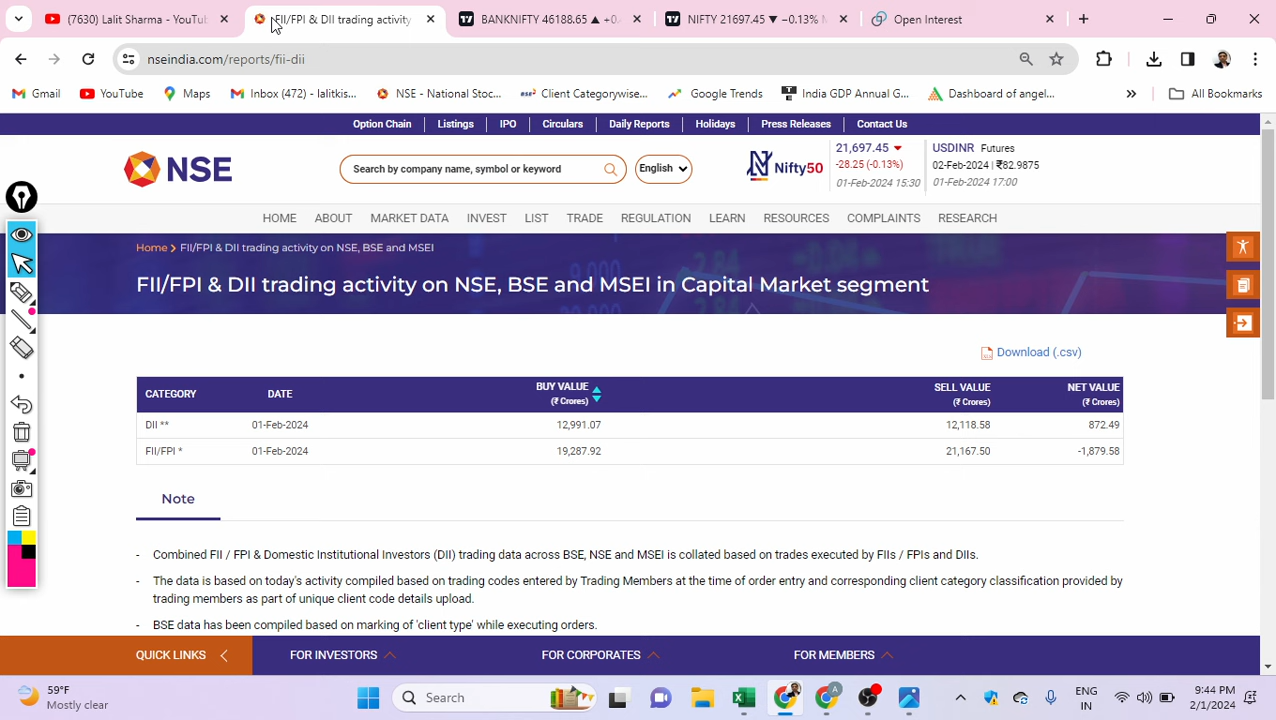 (7630) Lalit Sharma - YouTub
FII/FPI & DII trading activity
BANKNIFTY 46188.65 ▲ +0.
NIFTY 21697.45 ▼ −0.13% M
Open Interest
nseindia.com/reports/fii-dii
Gmail
YouTube
Maps
Inbox (472) - lalitkis...
NSE - National Stoc...
Client Categorywise...
Google Trends
India GDP Annual G...
Dashboard of angel...
All Bookmarks
Option Chain
Listings
IPO
Circulars
Daily Reports
Holidays
Press Releases
Contact Us
NSE
Search by company name, symbol or keyword
English
Nifty50
21,697.45
-28.25 (-0.13%)
01-Feb-2024 15:30
USDINR Futures
02-Feb-2024 | ₹82.9875
01-Feb-2024 17:00
HOME
ABOUT
MARKET DATA
INVEST
LIST
TRADE
REGULATION
LEARN
RESOURCES
COMPLAINTS
RESEARCH
Home
FII/FPI & DII trading activity on NSE, BSE and MSEI
FII/FPI & DII trading activity on NSE, BSE and MSEI in Capital Market segment
Download (.csv)
CATEGORY
DATE
BUY VALUE
(₹ Crores)
SELL VALUE
(₹ Crores)
NET VALUE
(₹ Crores)
DII ** 01-Feb-2024 12,991.07 12,118.58 872.49
FII/FPI * 01-Feb-2024 19,287.92 21,167.50 -1,879.58
Note
- Combined FII / FPI & Domestic Institutional Investors (DII) trading data across BSE, NSE and MSEI is collated based on trades executed by FIIs / FPIs and DIIs.
- The data is based on today's activity compiled based on trading codes entered by Trading Members at the time of order entry and corresponding client category classification provided by
trading members as part of unique client code details upload.
- BSE data has been compiled based on marking of 'client type' while executing orders.
QUICK LINKS
FOR INVESTORS
FOR CORPORATES
FOR MEMBERS
59°F
Mostly clear
Search
ENG
IN
9:44 PM
2/1/2024